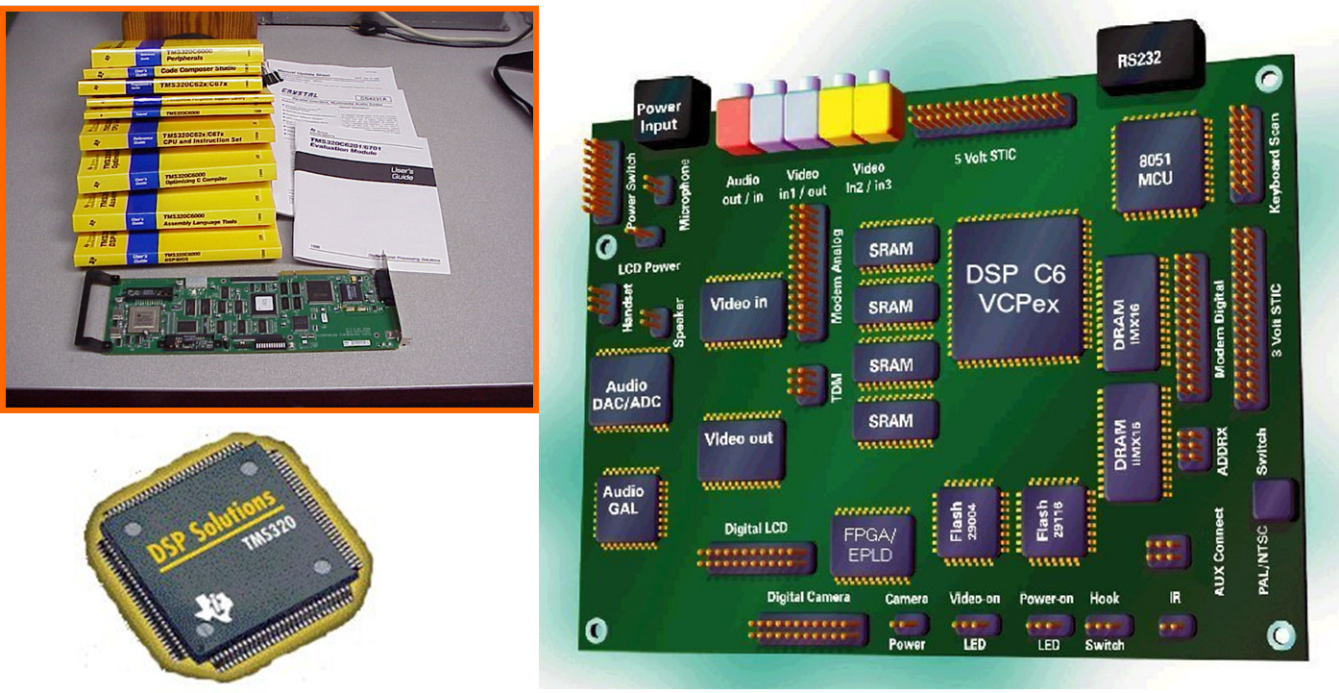 TMS320C6000
Peripherals
Code Composer Studio
TMS320C62x/C67x
TMS320C6000
TMS320C62x/C67x
CPU and Instruction Set
TMS320C6000
Optimizing C Compiler
TMS320C6000
Assembly Language Tools
TMS320C6000
DSP/BIOS
CRYSTAL
TMS320C6201/6701
Evaluation Module
User's
Guide
DSP Solutions
TMS320
RS232
Power
Input
Audio
out / in
Video
in1 / out
Video
in2 / in3
5 Volt STIC
8051
MCU
Keyboard Scan
Power Switch
Microphone
LCD Power
Handset
Speaker
Modem Analog
Video in
SRAM
SRAM
SRAM
SRAM
DSP C6
VCPex
DRAM
IMX16
Modem Digital
3 Volt STIC
Audio
DAC/ADC
TDM
Video out
DRAM
IIMX16
ADDRX
Switch
Audio
GAL
Digital LCD
FPGA/
EPLD
Flash
29004
Flash
29116
AUX Connect
PAL/NTSC
Digital Camera
Camera
Power
Video-on
LED
Power-on
LED
Hook
Switch
IR